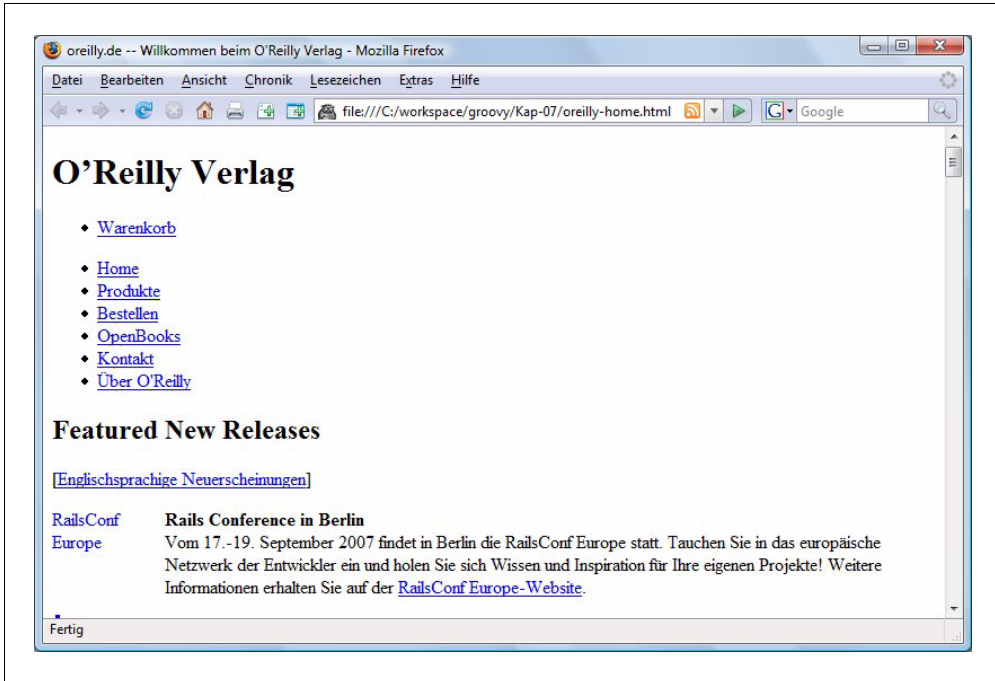 oreilly.de -- Willkommen beim O'Reilly Verlag - Mozilla Firefox
Datei Bearbeiten Ansicht Chronik Lesezeichen Extras Hilfe
file:///C:/workspace/groovy/Kap-07/oreilly-home.html G Google
O’Reilly Verlag
• Warenkorb
• Home
• Produkte
• Bestellen
• OpenBooks
• Kontakt
• Über O'Reilly
Featured New Releases
[Englischsprachige Neuerscheinungen]
RailsConf Rails Conference in Berlin
Europe Vom 17.-19. September 2007 findet in Berlin die RailsConf Europe statt. Tauchen Sie in das europäische
Netzwerk der Entwickler ein und holen Sie sich Wissen und Inspiration für Ihre eigenen Projekte! Weitere
Informationen erhalten Sie auf der RailsConf Europe-Website.
Fertig